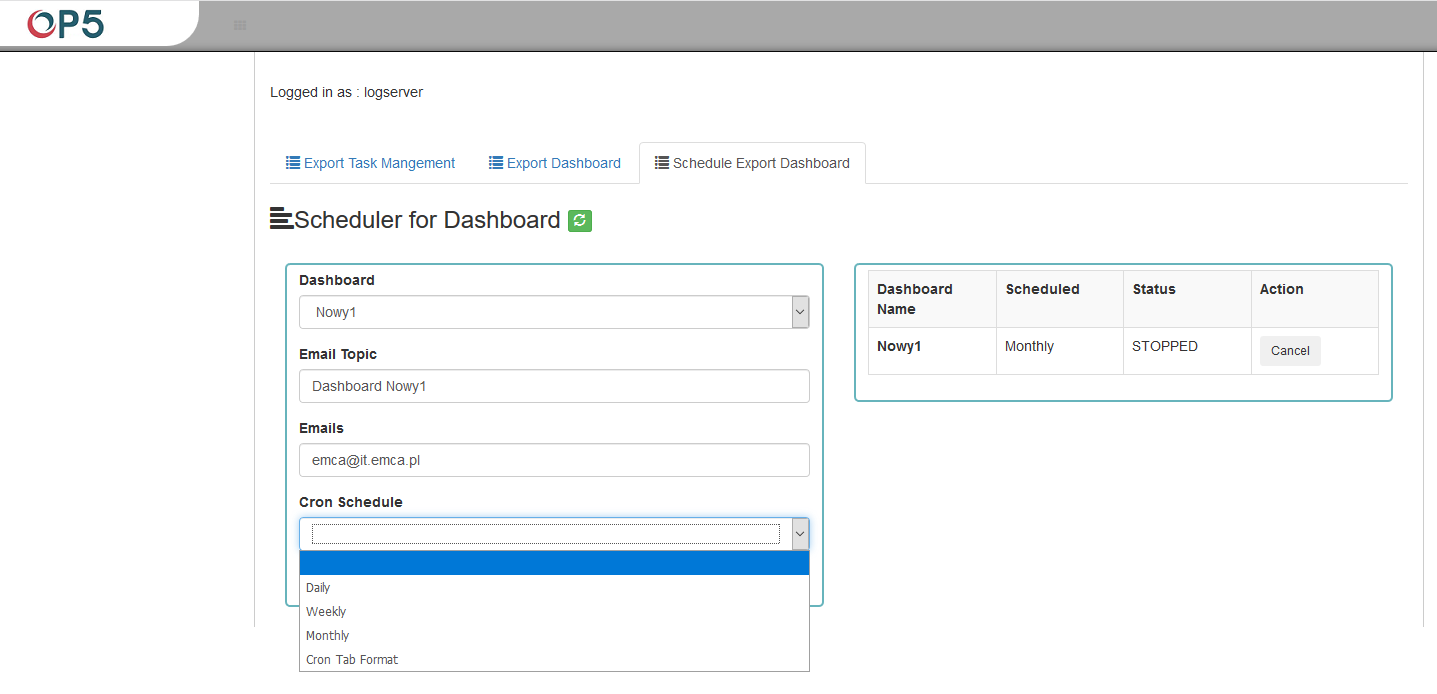 OP5
Logged in as : logserver
Export Task Mangement
Export Dashboard
Schedule Export Dashboard
Scheduler for Dashboard
Dashboard
Nowy1
Email Topic
Dashboard Nowy1
Emails
emca@it.emca.pl
Cron Schedule
Daily
Weekly
Monthly
Cron Tab Format
Dashboard Name Scheduled Status Action
Nowy1 Monthly STOPPED Cancel